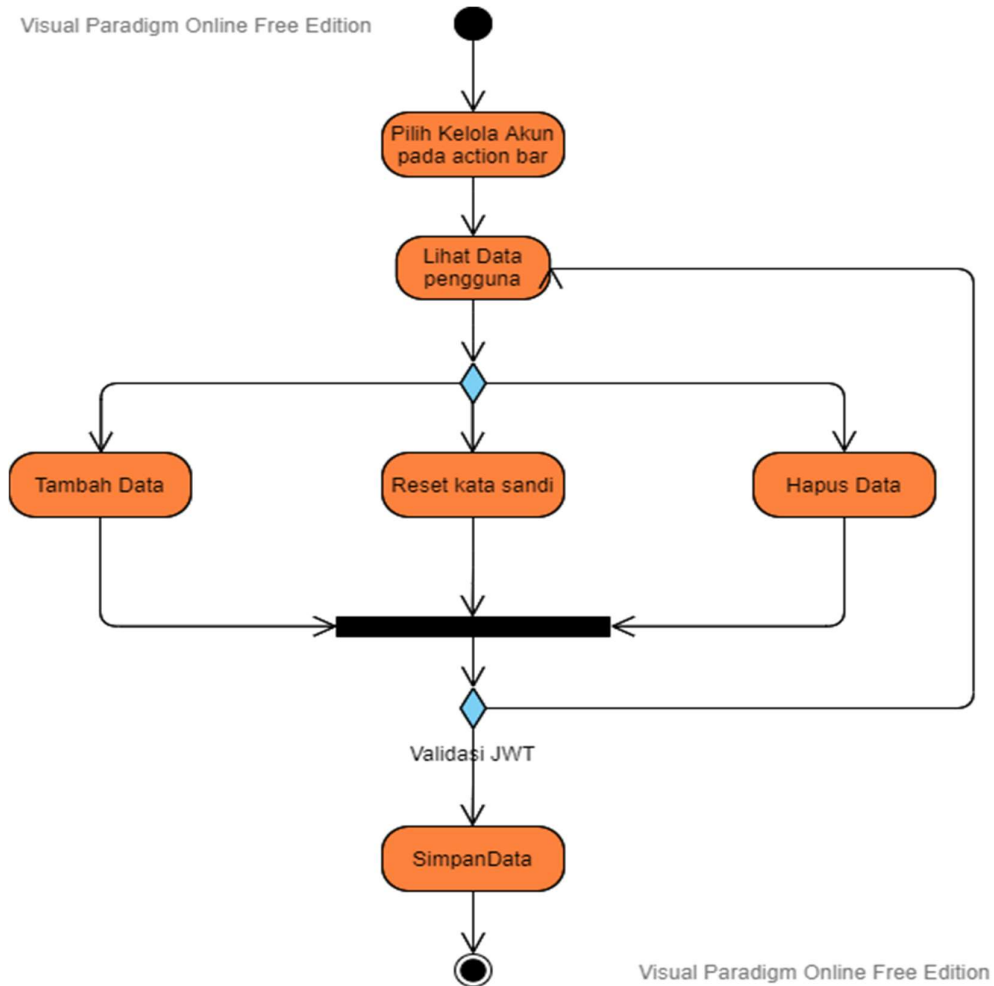 Visual Paradigm Online Free Edition
Pilih Kelola Akun
pada action bar
Lihat Data
pengguna
Tambah Data
Reset kata sandi
Hapus Data
Validasi JWT
SimpanData
Visual Paradigm Online Free Edition